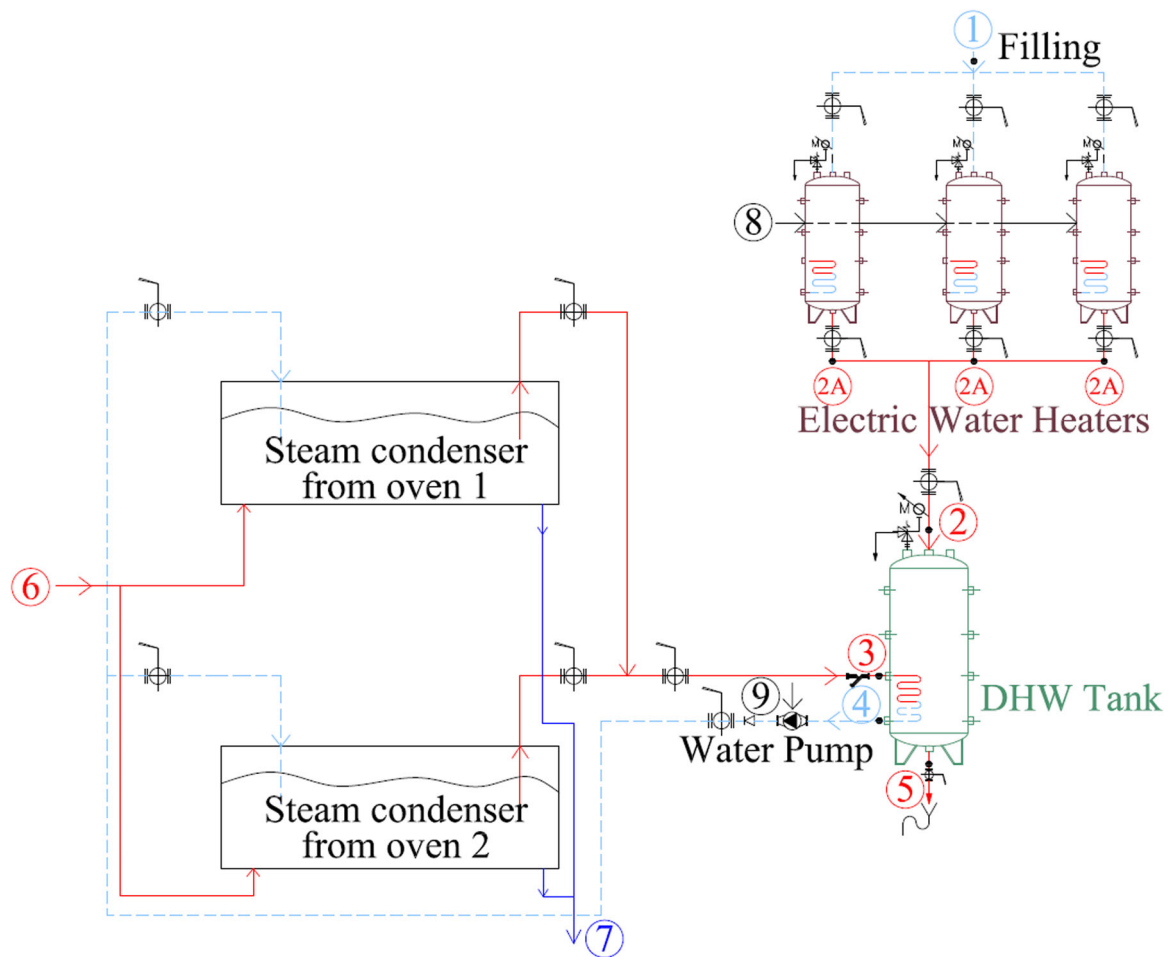 1
Filling
M
M
M
8
2A
2A
2A
Electric Water Heaters
Steam condenser
from oven 1
M
2
6
3
DHW Tank
4
9
Water Pump
5
Steam condenser
from oven 2
7